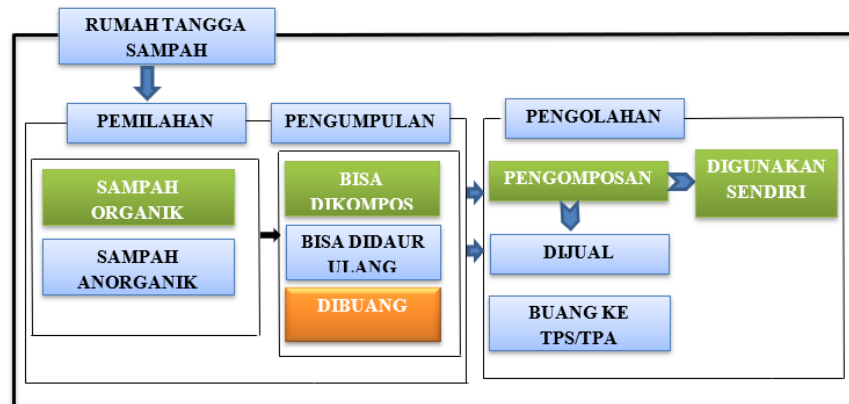 RUMAH TANGGA
SAMPAH
PEMILAHAN
PENGUMPULAN
PENGOLAHAN
SAMPAH
ORGANIK
SAMPAH
ANORGANIK
BISA
DIKOMPOS
BISA DIDAUR
ULANG
DIBUANG
PENGOMPOSAN
DIGUNAKAN
SENDIRI
DIJUAL
BUANG KE
TPS/TPA